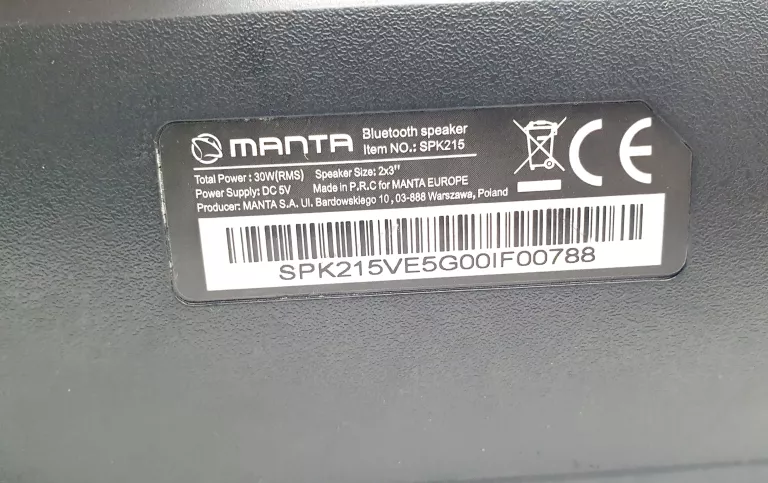 MANTA
Bluetooth speaker
Item NO.: SPK215
Total Power : 30W(RMS) Speaker Size: 2x3"
Power Supply: DC 5V Made in P.R.C for MANTA EUROPE
Producer: MANTA S.A. Ul. Bardowskiego 10 , 03-888 Warszawa, Poland
CE
SPK215VE5G00IF00788